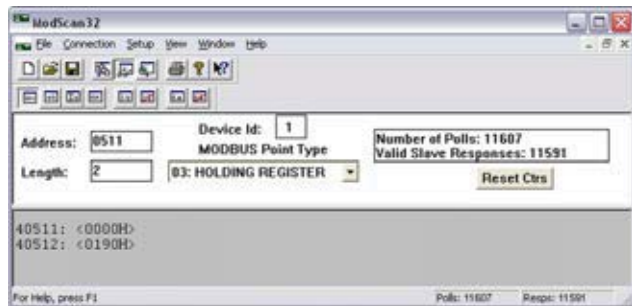 ModScan32
File Connection Setup View Window Help
Address: 0511
Device Id: 1
MODBUS Point Type
Length: 2
03: HOLDING REGISTER
Number of Polls: 11607
Valid Slave Responses: 11591
Reset Ctrs
40511: <0000H>
40512: <0190H>
For Help, press F1
Polls: 11607
Resps: 11591